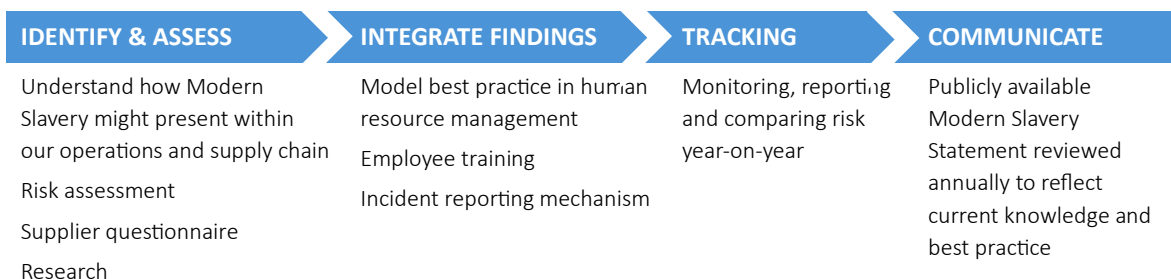 IDENTIFY & ASSESS
Understand how Modern
Slavery might present within
our operations and supply chain
Risk assessment
Supplier questionnaire
Research
INTEGRATE FINDINGS
Model best practice in human
resource management
Employee training
Incident reporting mechanism
TRACKING
Monitoring, reporting
and comparing risk
year-on-year
COMMUNICATE
Publicly available
Modern Slavery
Statement reviewed
annually to reflect
current knowledge and
best practice